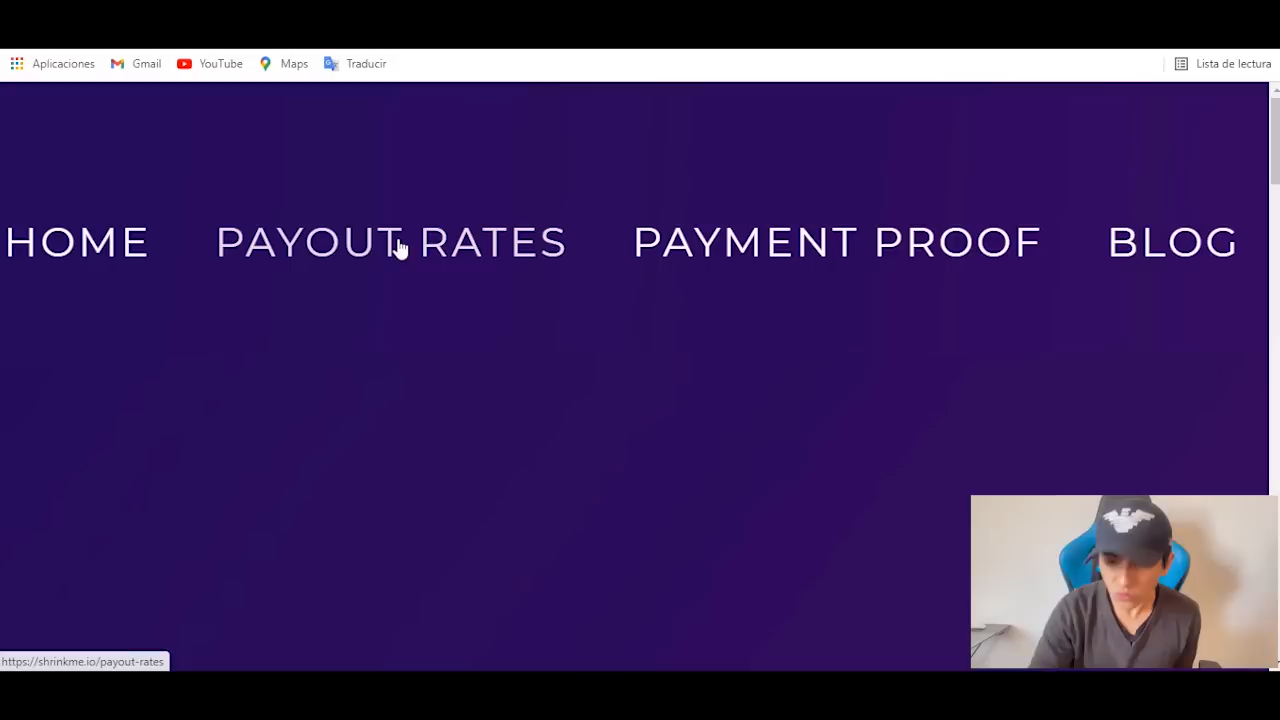 Aplicaciones Gmail YouTube Maps Traducir Lista de lectura
HOME PAYOUT RATES PAYMENT PROOF BLOG
https://shrinkme.io/payout-rates